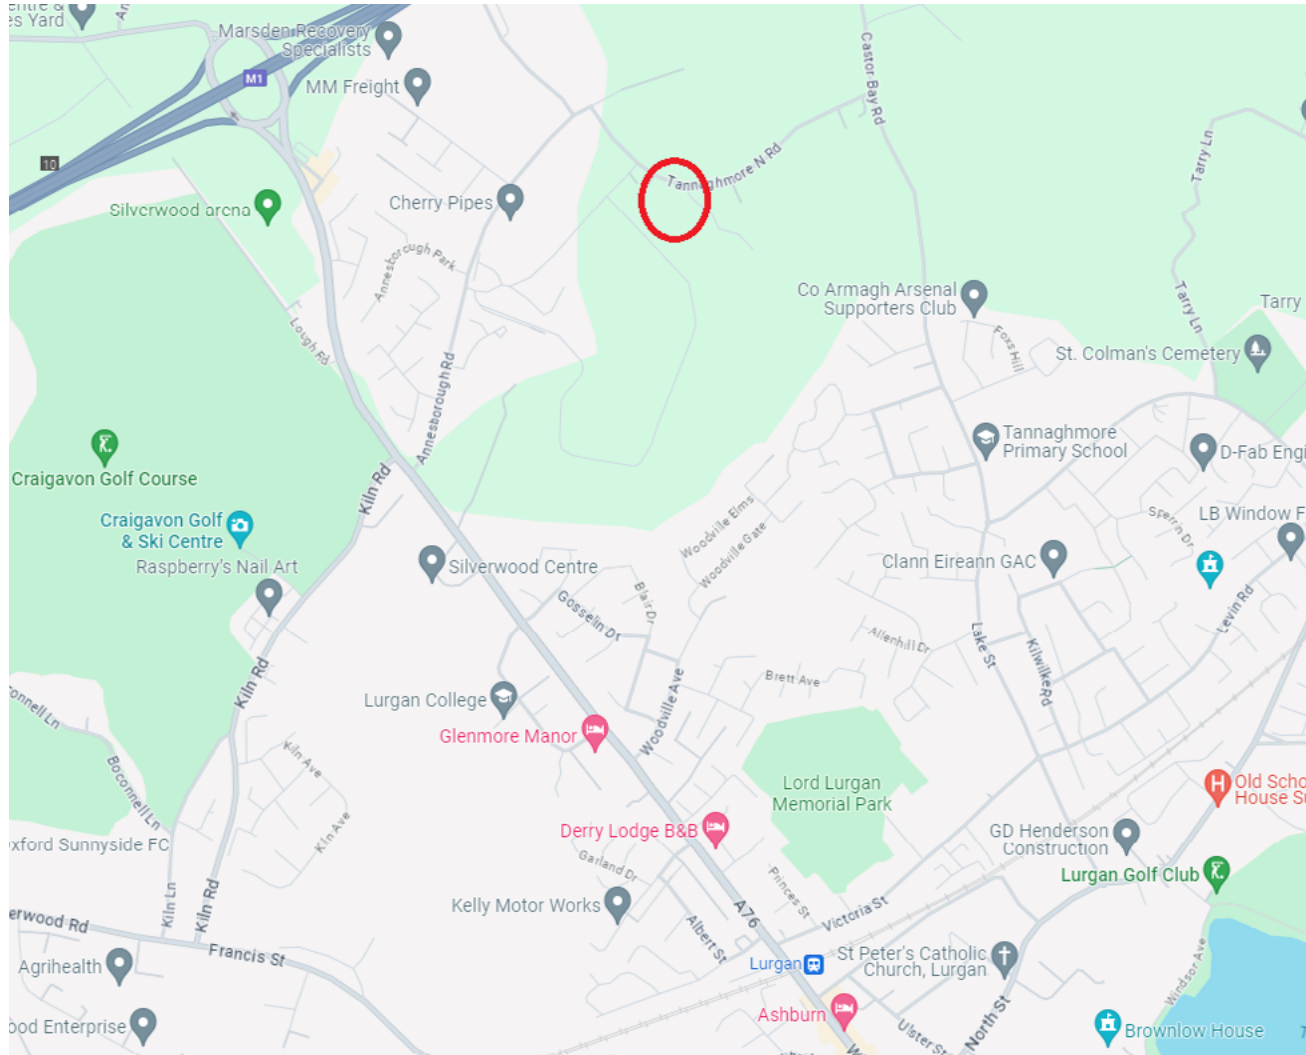 es Yard
Marsden Recovery
Specialists
M1
MM Freight
10
Silverwood arena
Cherry Pipes
Tannaghmore N Rd
Castor Bay Rd
Tarry Ln
Annesborough Park
Lough Rd
Annesborough Rd
Co Armagh Arsenal
Supporters Club
Foxs Hill
Tarry Ln
Tarry
St. Colman's Cemetery
Craigavon Golf Course
Kiln Rd
Tannaghmore
Primary School
D-Fab Engi
Craigavon Golf
& Ski Centre
Raspberry's Nail Art
Silverwood Centre
Woodville Elms
Woodville Gate
Sperrin Dr
LB Window F
Clann Eireann GAC
Gosselin Dr
Blair Dr
Allenhill Dr
Lake St
Kilwilke Rd
Levin Rd
Kiln Rd
onnell Ln
Lurgan College
Brett Ave
Woodville Ave
Glenmore Manor
Boconnell Ln
Kiln Ave
Kiln Ave
Lord Lurgan
Memorial Park
Old Scho
House Su
Derry Lodge B&B
GD Henderson
Construction
xford Sunnyside FC
Garland Dr
Princes St
Lurgan Golf Club
Kiln Ln
Kiln Rd
Kelly Motor Works
A76
Victoria St
erwood Rd
Francis St
Albert St
Agrihealth
Lurgan
St Peter's Catholic
Church, Lurgan
Windsor Ave
Ashburn
Ulster St
North St
ood Enterprise
Brownlow House